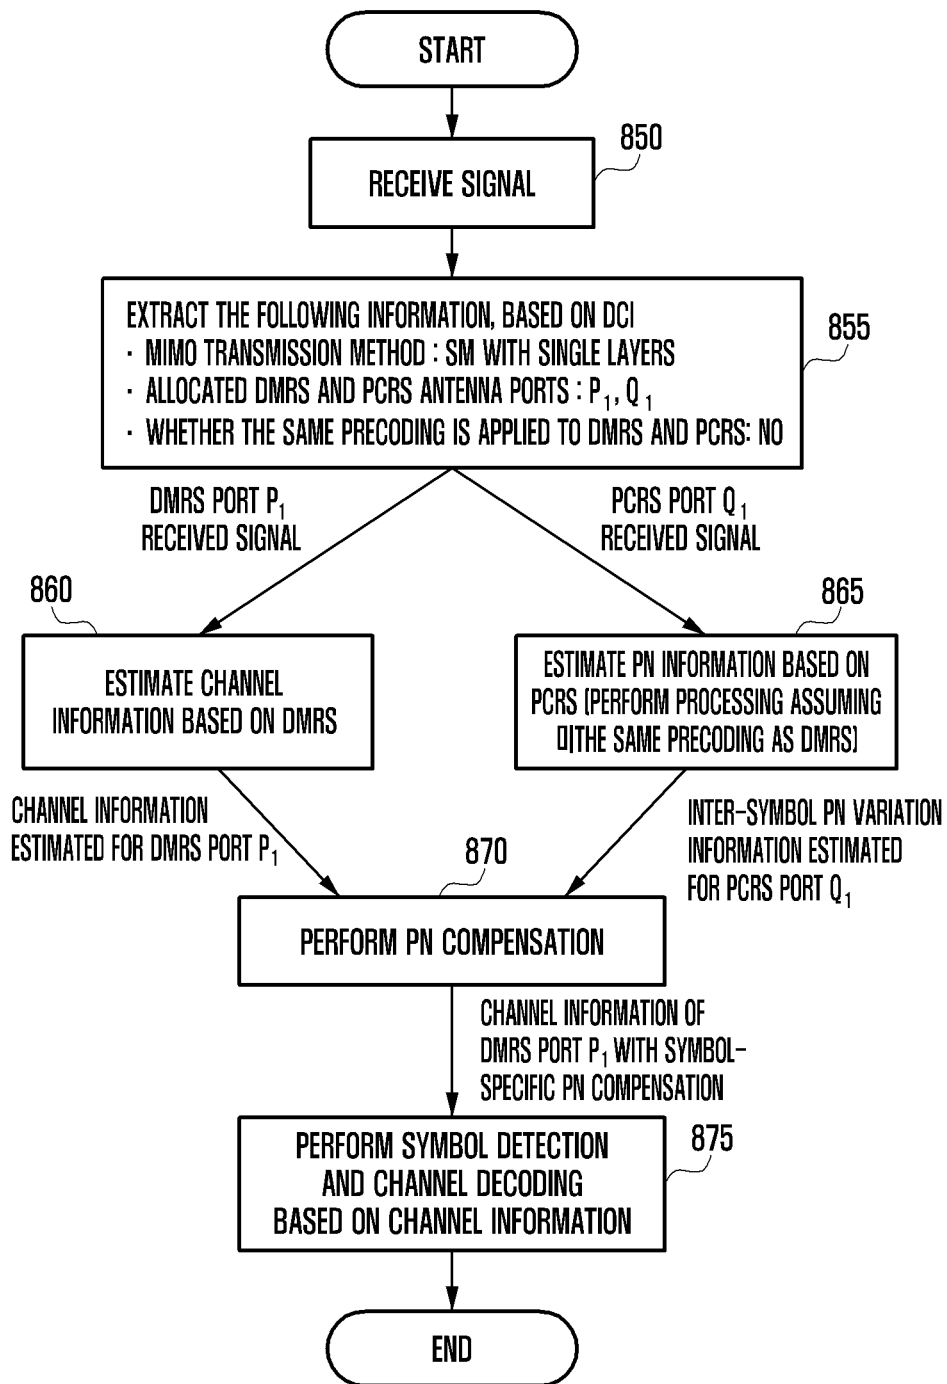 START
850
RECEIVE SIGNAL
EXTRACT THE FOLLOWING INFORMATION, BASED ON DCI
· MIMO TRANSMISSION METHOD : SM WITH SINGLE LAYERS
· ALLOCATED DMRS AND PCRS ANTENNA PORTS : P1, Q1
· WHETHER THE SAME PRECODING IS APPLIED TO DMRS AND PCRS: NO
855
DMRS PORT P1
RECEIVED SIGNAL
PCRS PORT Q1
RECEIVED SIGNAL
860
865
ESTIMATE CHANNEL
INFORMATION BASED ON DMRS
ESTIMATE PN INFORMATION BASED ON
PCRS (PERFORM PROCESSING ASSUMING
미THE SAME PRECODING AS DMRS)
CHANNEL INFORMATION
ESTIMATED FOR DMRS PORT P1
INTER-SYMBOL PN VARIATION
INFORMATION ESTIMATED
FOR PCRS PORT Q1
870
PERFORM PN COMPENSATION
CHANNEL INFORMATION OF
DMRS PORT P1 WITH SYMBOL-
SPECIFIC PN COMPENSATION
875
PERFORM SYMBOL DETECTION
AND CHANNEL DECODING
BASED ON CHANNEL INFORMATION
END